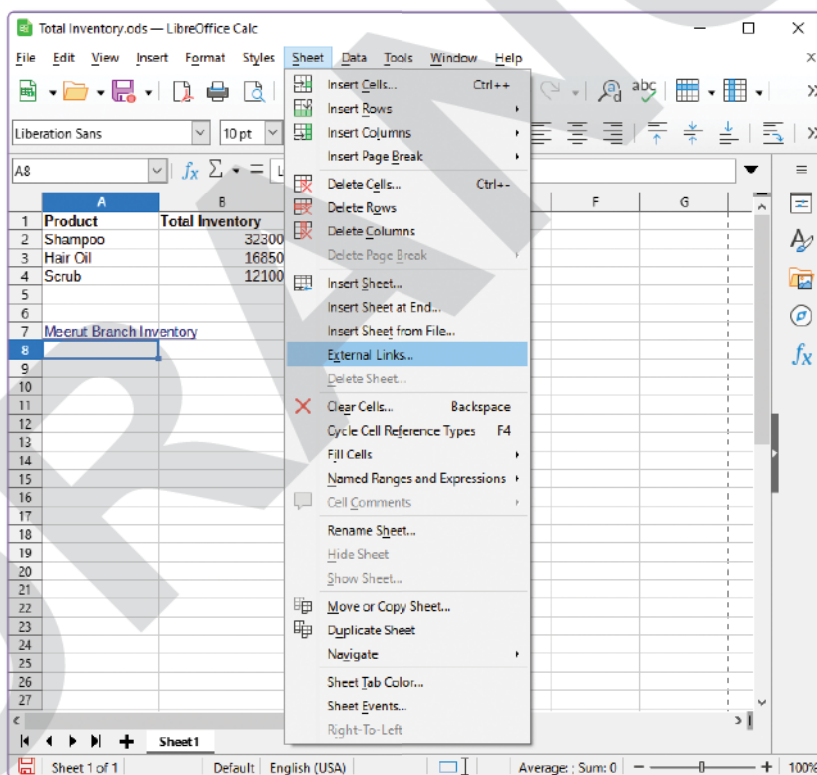 Total Inventory.ods — LibreOffice Calc
File Edit View Insert Format Styles Sheet Data Tools Window Help
Liberation Sans 10 pt
A8
A B F G
1 Product Total Inventory
2 Shampoo 32300
3 Hair Oil 16850
4 Scrub 12100
5
6
7 Meerut Branch Inventory
8
9
10
11
12
13
14
15
16
17
18
19
20
21
22
23
24
25
26
27
Insert Cells... Ctrl++
Insert Rows
Insert Columns
Insert Page Break
Delete Cells... Ctrl+-
Delete Rows
Delete Columns
Delete Page Break
Insert Sheet...
Insert Sheet at End...
Insert Sheet from File...
External Links...
Delete Sheet...
Clear Cells... Backspace
Cycle Cell Reference Types F4
Fill Cells
Named Ranges and Expressions
Cell Comments
Rename Sheet...
Hide Sheet
Show Sheet...
Move or Copy Sheet...
Duplicate Sheet
Navigate
Sheet Tab Color...
Sheet Events...
Right-To-Left
Sheet1
Sheet 1 of 1 Default English (USA) Average: ; Sum: 0 100%